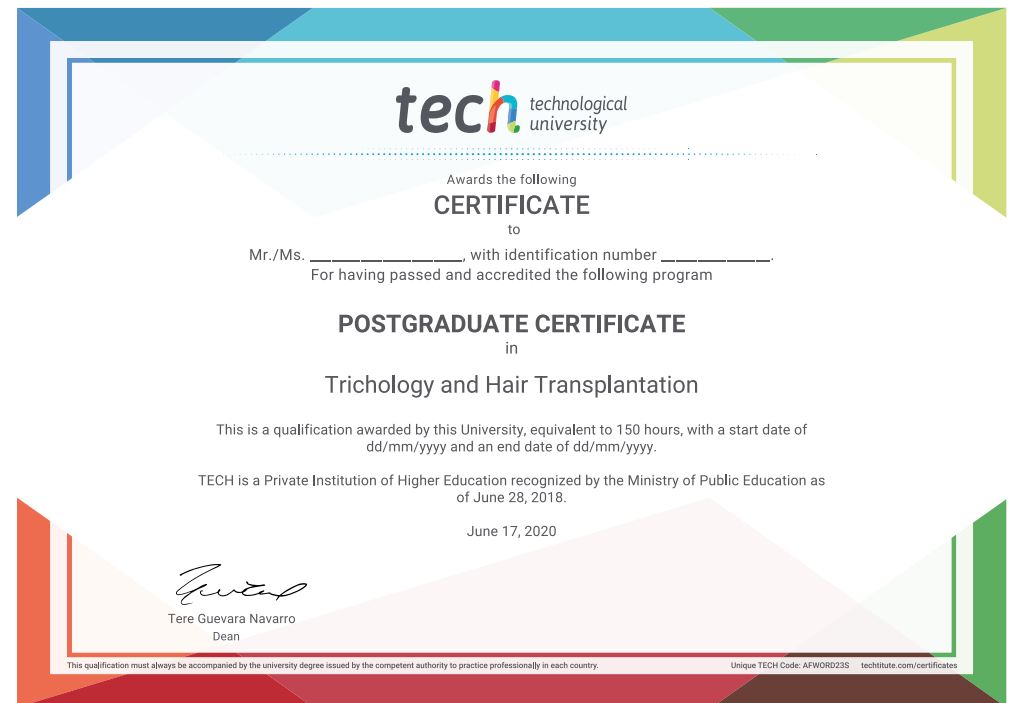 tech technological
university
Awards the following
CERTIFICATE
to
Mr./Ms. ____________________, with identification number ______________.
For having passed and accredited the following program
POSTGRADUATE CERTIFICATE
in
Trichology and Hair Transplantation
This is a qualification awarded by this University, equivalent to 150 hours, with a start date of
dd/mm/yyyy and an end date of dd/mm/yyyy.
TECH is a Private Institution of Higher Education recognized by the Ministry of Public Education as
of June 28, 2018.
June 17, 2020
Tere Guevara Navarro
Dean
This qualification must always be accompanied by the university degree issued by the competent authority to practice professionally in each country.
Unique TECH Code: AFWORD23S techtitute.com/certificates